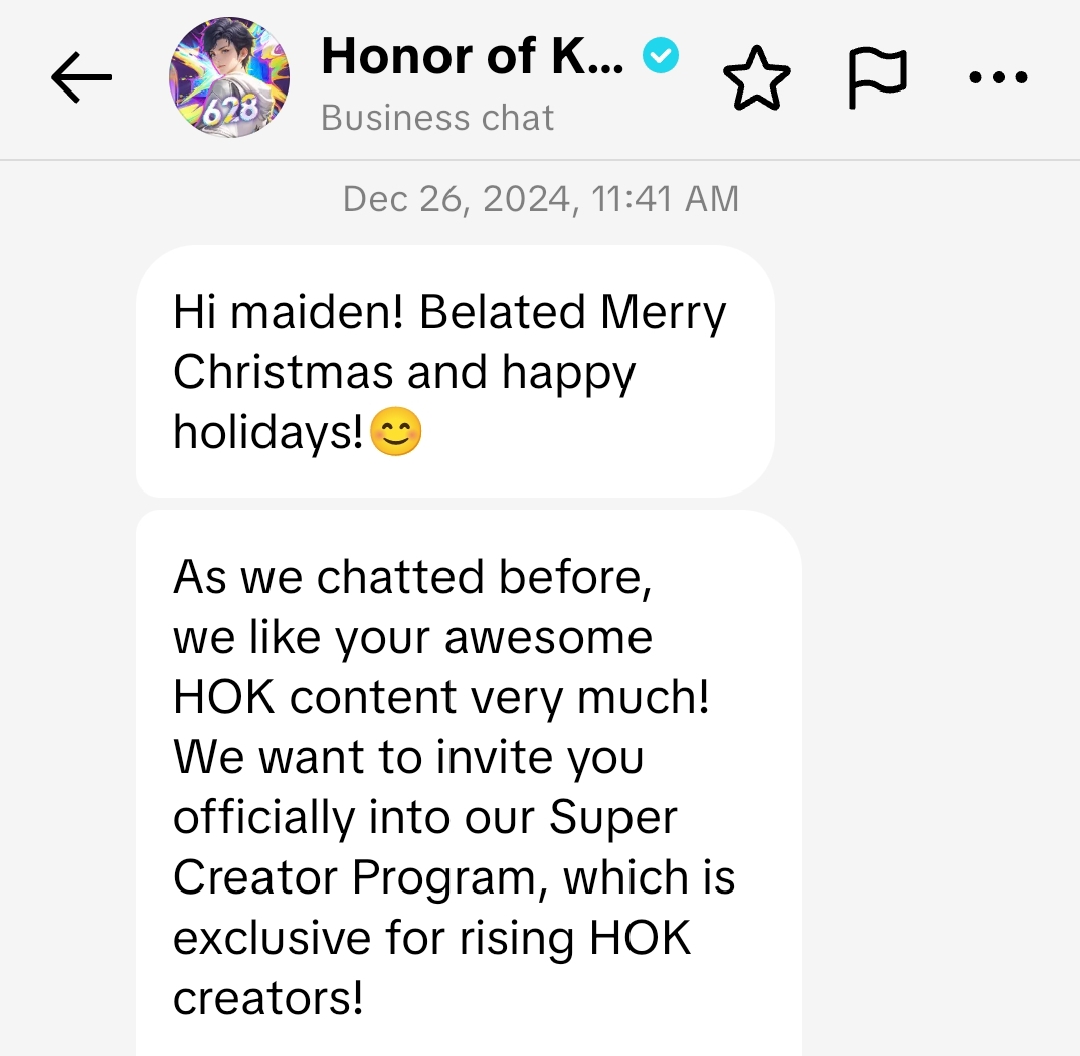 Honor of K...
Business chat
628
Dec 26, 2024, 11:41 AM
Hi maiden! Belated Merry
Christmas and happy
holidays!😊
As we chatted before,
we like your awesome
HOK content very much!
We want to invite you
officially into our Super
Creator Program, which is
exclusive for rising HOK
creators!